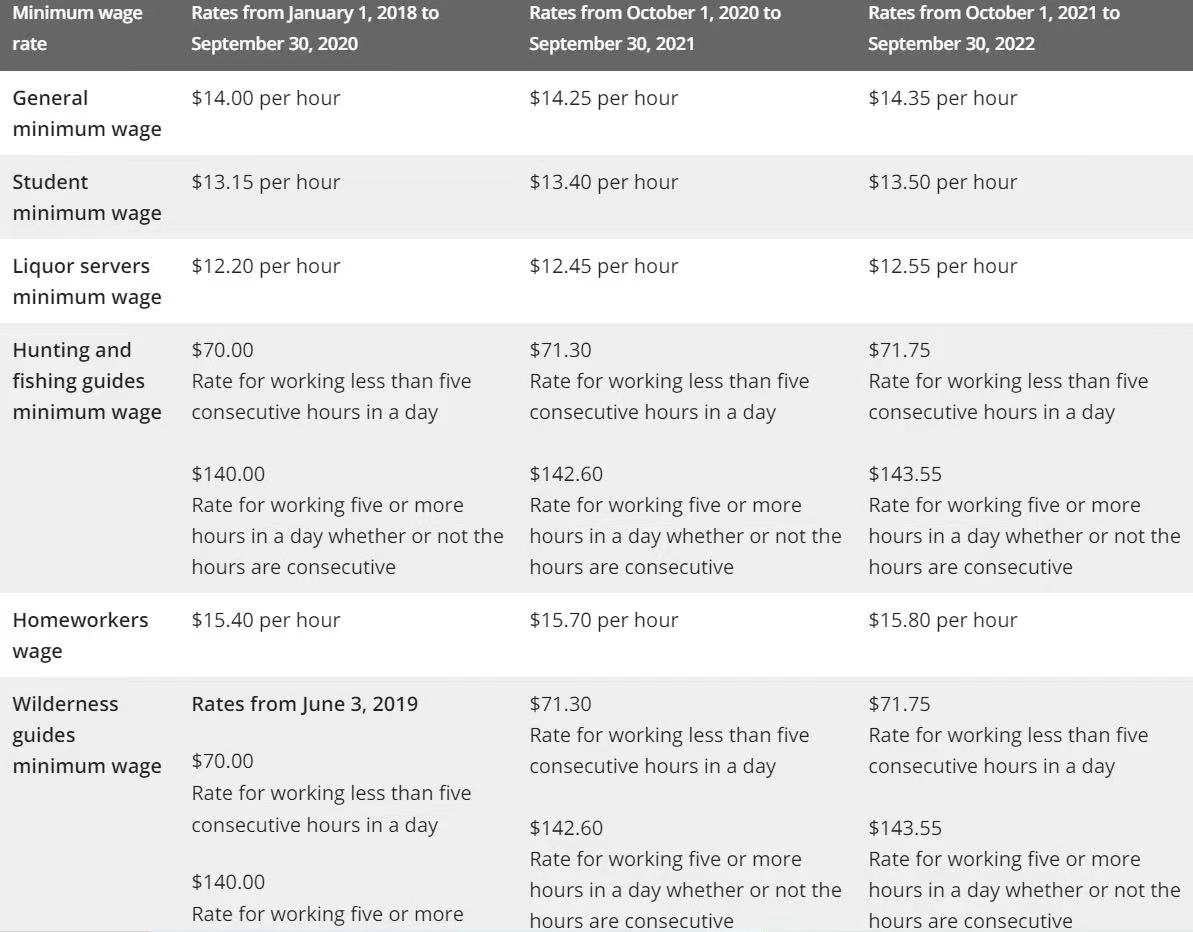 Minimum wage
rate
Rates from January 1, 2018 to
September 30, 2020
Rates from October 1, 2020 to
September 30, 2021
Rates from October 1, 2021 to
September 30, 2022
General
minimum wage
$14.00 per hour
$14.25 per hour
$14.35 per hour
Student
minimum wage
$13.15 per hour
$13.40 per hour
$13.50 per hour
Liquor servers
minimum wage
$12.20 per hour
$12.45 per hour
$12.55 per hour
Hunting and
fishing guides
minimum wage
$70.00
Rate for working less than five
consecutive hours in a day
$140.00
Rate for working five or more
hours in a day whether or not the
hours are consecutive
$71.30
Rate for working less than five
consecutive hours in a day
$142.60
Rate for working five or more
hours in a day whether or not the
hours are consecutive
$71.75
Rate for working less than five
consecutive hours in a day
$143.55
Rate for working five or more
hours in a day whether or not the
hours are consecutive
Homeworkers
wage
$15.40 per hour
$15.70 per hour
$15.80 per hour
Wilderness
guides
minimum wage
Rates from June 3, 2019
$70.00
Rate for working less than five
consecutive hours in a day
$140.00
Rate for working five or more
$71.30
Rate for working less than five
consecutive hours in a day
$142.60
Rate for working five or more
hours in a day whether or not the
hours are consecutive
$71.75
Rate for working less than five
consecutive hours in a day
$143.55
Rate for working five or more
hours in a day whether or not the
hours are consecutive